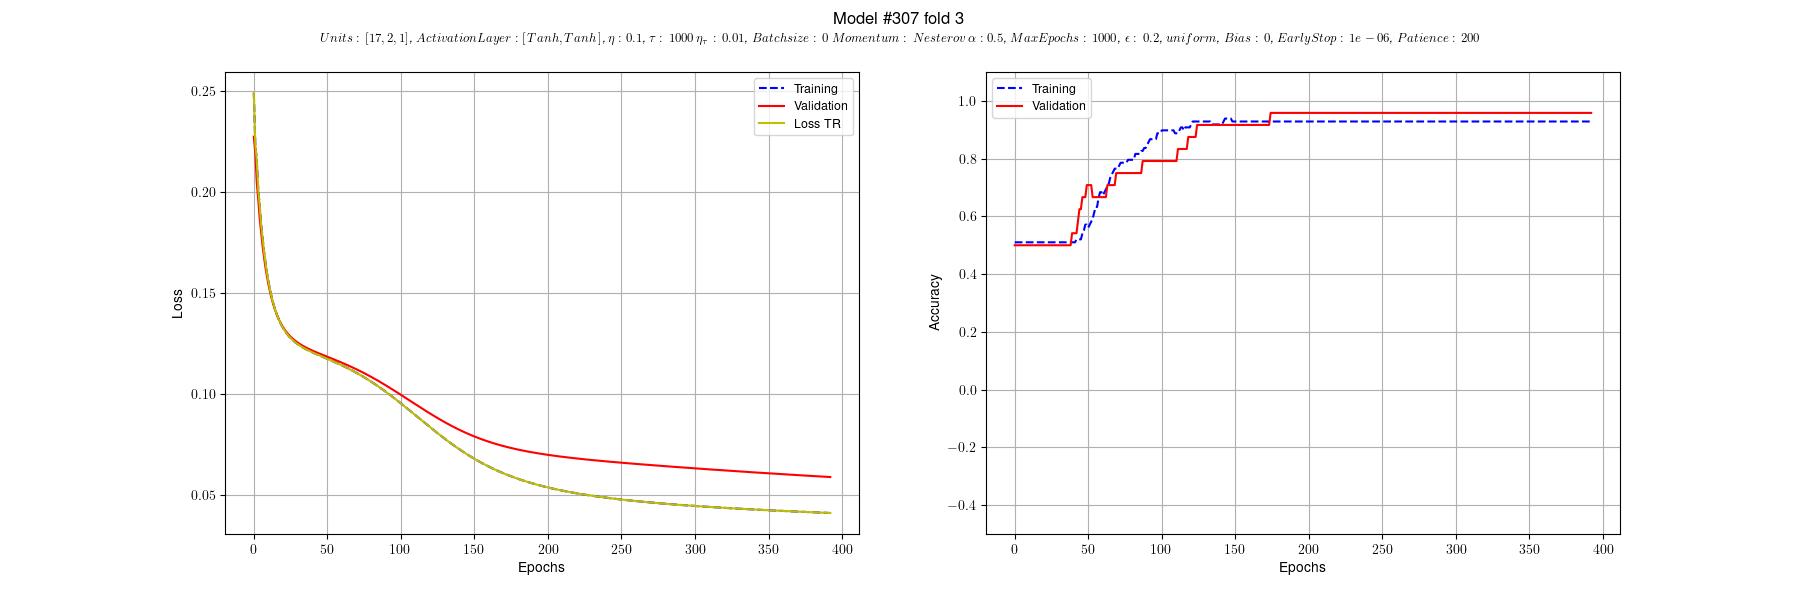 Model #307 fold 3
Units : [17, 2, 1], ActivationLayer : [Tanh, Tanh], η : 0.1, τ : 1000 ητ : 0.01, Batchsize : 0 Momentum : Nesterov α : 0.5, MaxEpochs : 1000, ϵ : 0.2, uniform, Bias : 0, EarlyStop : 1e − 06, Patience : 200
Training
Validation
Loss TR
0.25
0.20
0.15
0.10
0.05
Loss
0 50 100 150 200 250 300 350 400
Epochs
Training
Validation
1.0
0.8
0.6
0.4
0.2
0.0
−0.2
−0.4
Accuracy
0 50 100 150 200 250 300 350 400
Epochs